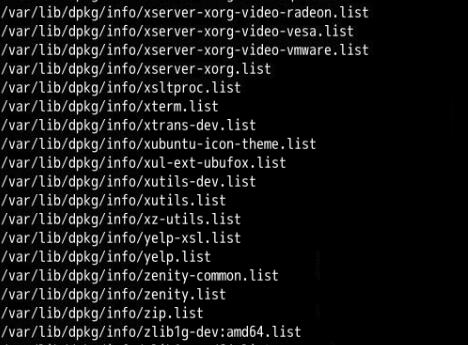 /var/lib/dpkg/info/xserver-xorg-video-radeon.list
/var/lib/dpkg/info/xserver-xorg-video-vesa.list
/var/lib/dpkg/info/xserver-xorg-video-vmware.list
/var/lib/dpkg/info/xserver-xorg.list
/var/lib/dpkg/info/xsltproc.list
/var/lib/dpkg/info/xterm.list
/var/lib/dpkg/info/xtrans-dev.list
/var/lib/dpkg/info/xubuntu-icon-theme.list
/var/lib/dpkg/info/xul-ext-ubufox.list
/var/lib/dpkg/info/xutils-dev.list
/var/lib/dpkg/info/xutils.list
/var/lib/dpkg/info/xz-utils.list
/var/lib/dpkg/info/yelp-xsl.list
/var/lib/dpkg/info/yelp.list
/var/lib/dpkg/info/zenity-common.list
/var/lib/dpkg/info/zenity.list
/var/lib/dpkg/info/zip.list
/var/lib/dpkg/info/zlib1g-dev:amd64.list